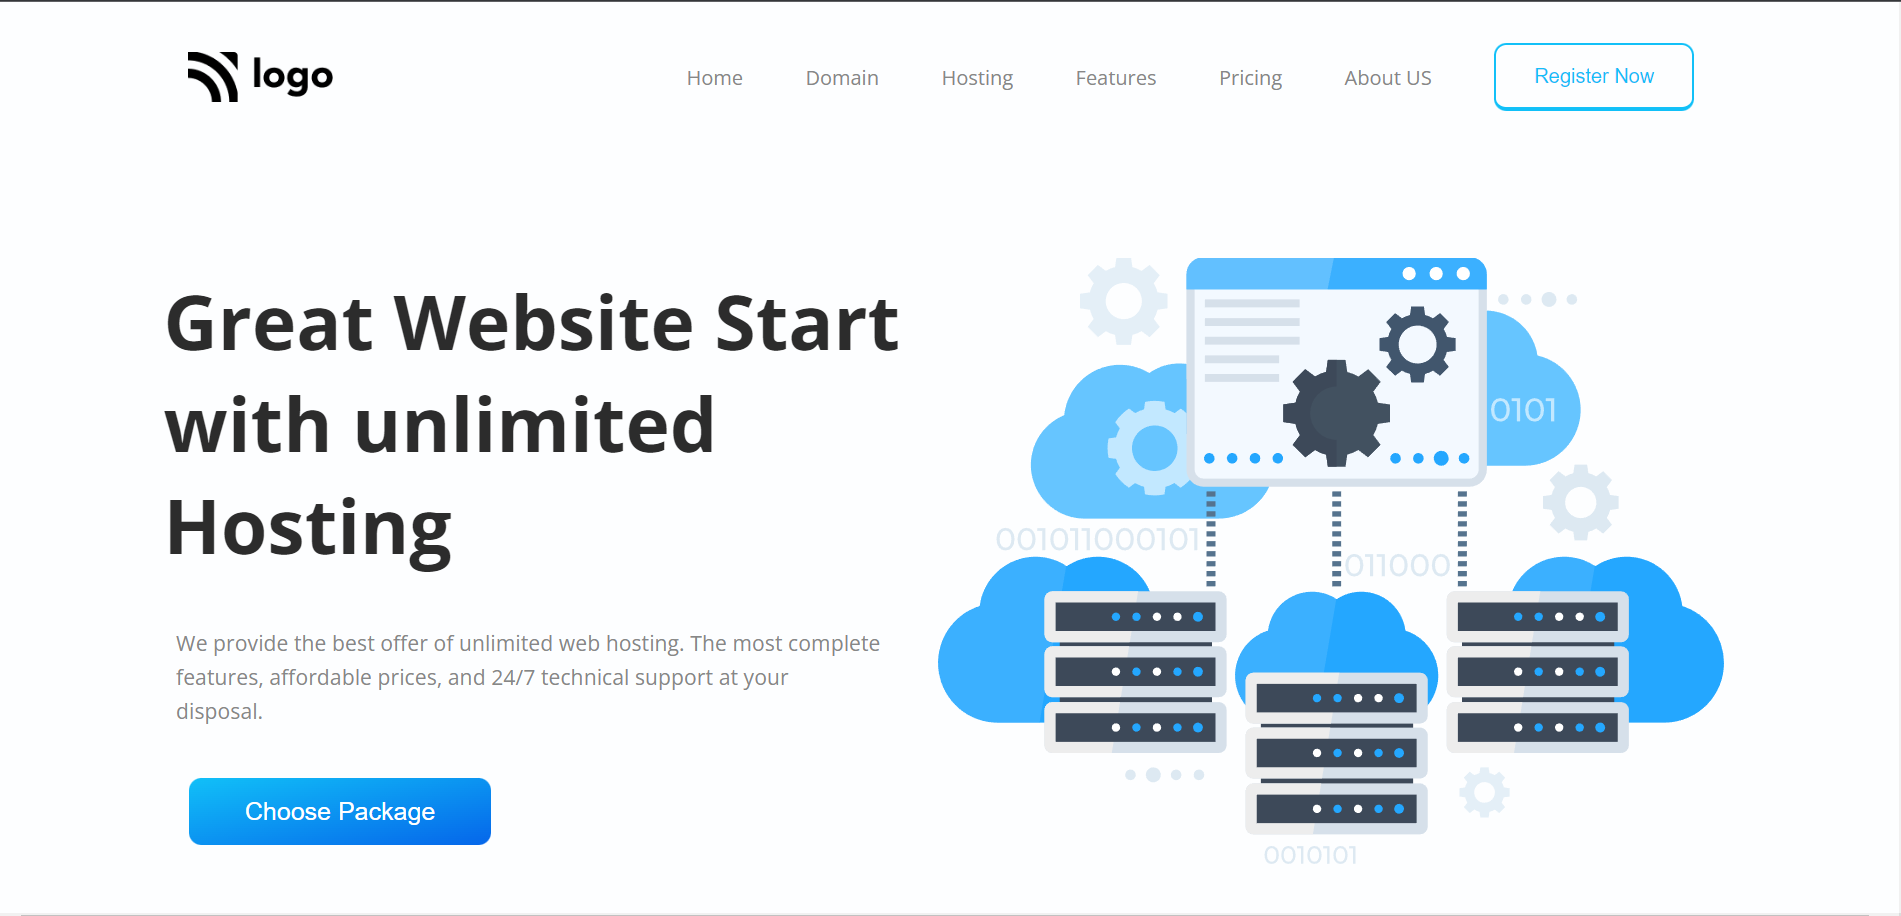 logo
Home Domain Hosting Features Pricing About US Register Now
Great Website Start
with unlimited
Hosting
We provide the best offer of unlimited web hosting. The most complete
features, affordable prices, and 24/7 technical support at your
disposal.
Choose Package
0101
001011000101
011000
0010101